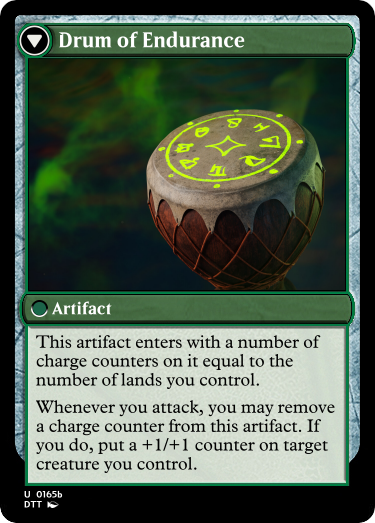 Drum of Endurance
Artifact
This artifact enters with a number of
charge counters on it equal to the
number of lands you control.
Whenever you attack, you may remove
a charge counter from this artifact. If
you do, put a +1/+1 counter on target
creature you control.
U 0165b
DTT